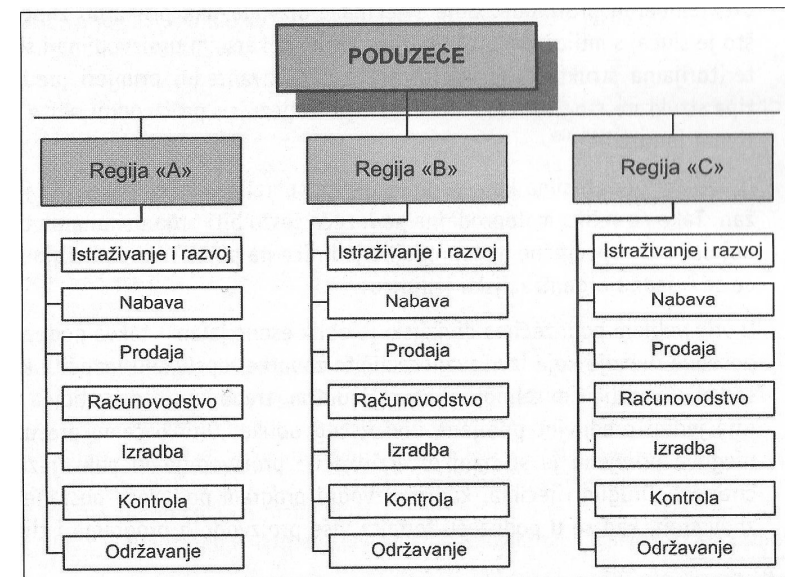 PODUZEĆE
Regija «A»
Istraživanje i razvoj
Nabava
Prodaja
Računovodstvo
Izradba
Kontrola
Održavanje
Regija «B»
Istraživanje i razvoj
Nabava
Prodaja
Računovodstvo
Izradba
Kontrola
Održavanje
Regija «C»
Istraživanje i razvoj
Nabava
Prodaja
Računovodstvo
Izradba
Kontrola
Održavanje